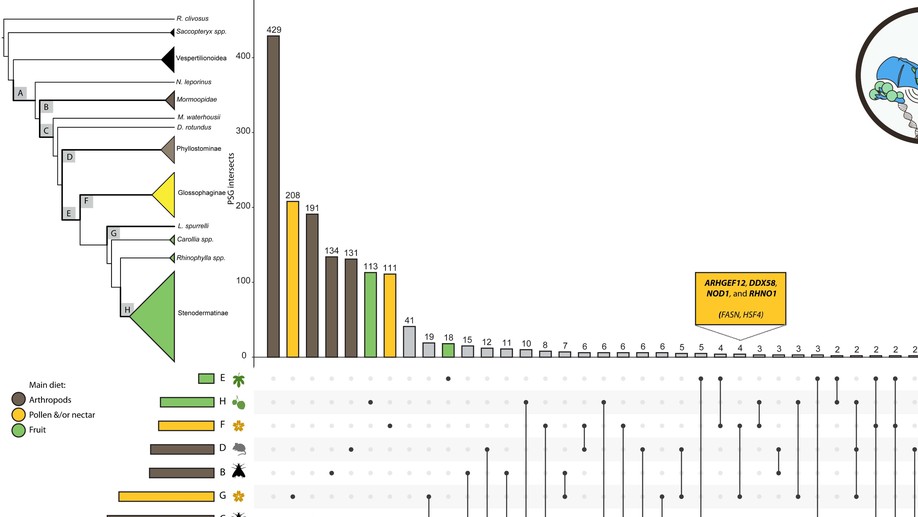 R. clivosus
Saccopteryx spp.
Vespertilionoidea
N. leporinus
A
B
Mormoopidae
M. waterhousii
C
D. rotundus
D
Phyllostominae
F
Glossophaginae
E
L. spurrelli
G
Carollia spp.
Rhinophylla spp.
H
Stenodermatinae
PSG intersects
400
300
200
100
0
429
208
191
134
131
113
111
41
19
18
15
12
11
10
8
7
6
6
6
6
6
5
5
4
4
3
3
3
3
2
2
2
2
2
ARHGEF12, DDX58,
NOD1, and RHNO1
(FASN, HSF4)
Main diet:
Arthropods
Pollen &/or nectar
Fruit
E
H
F
D
B
G